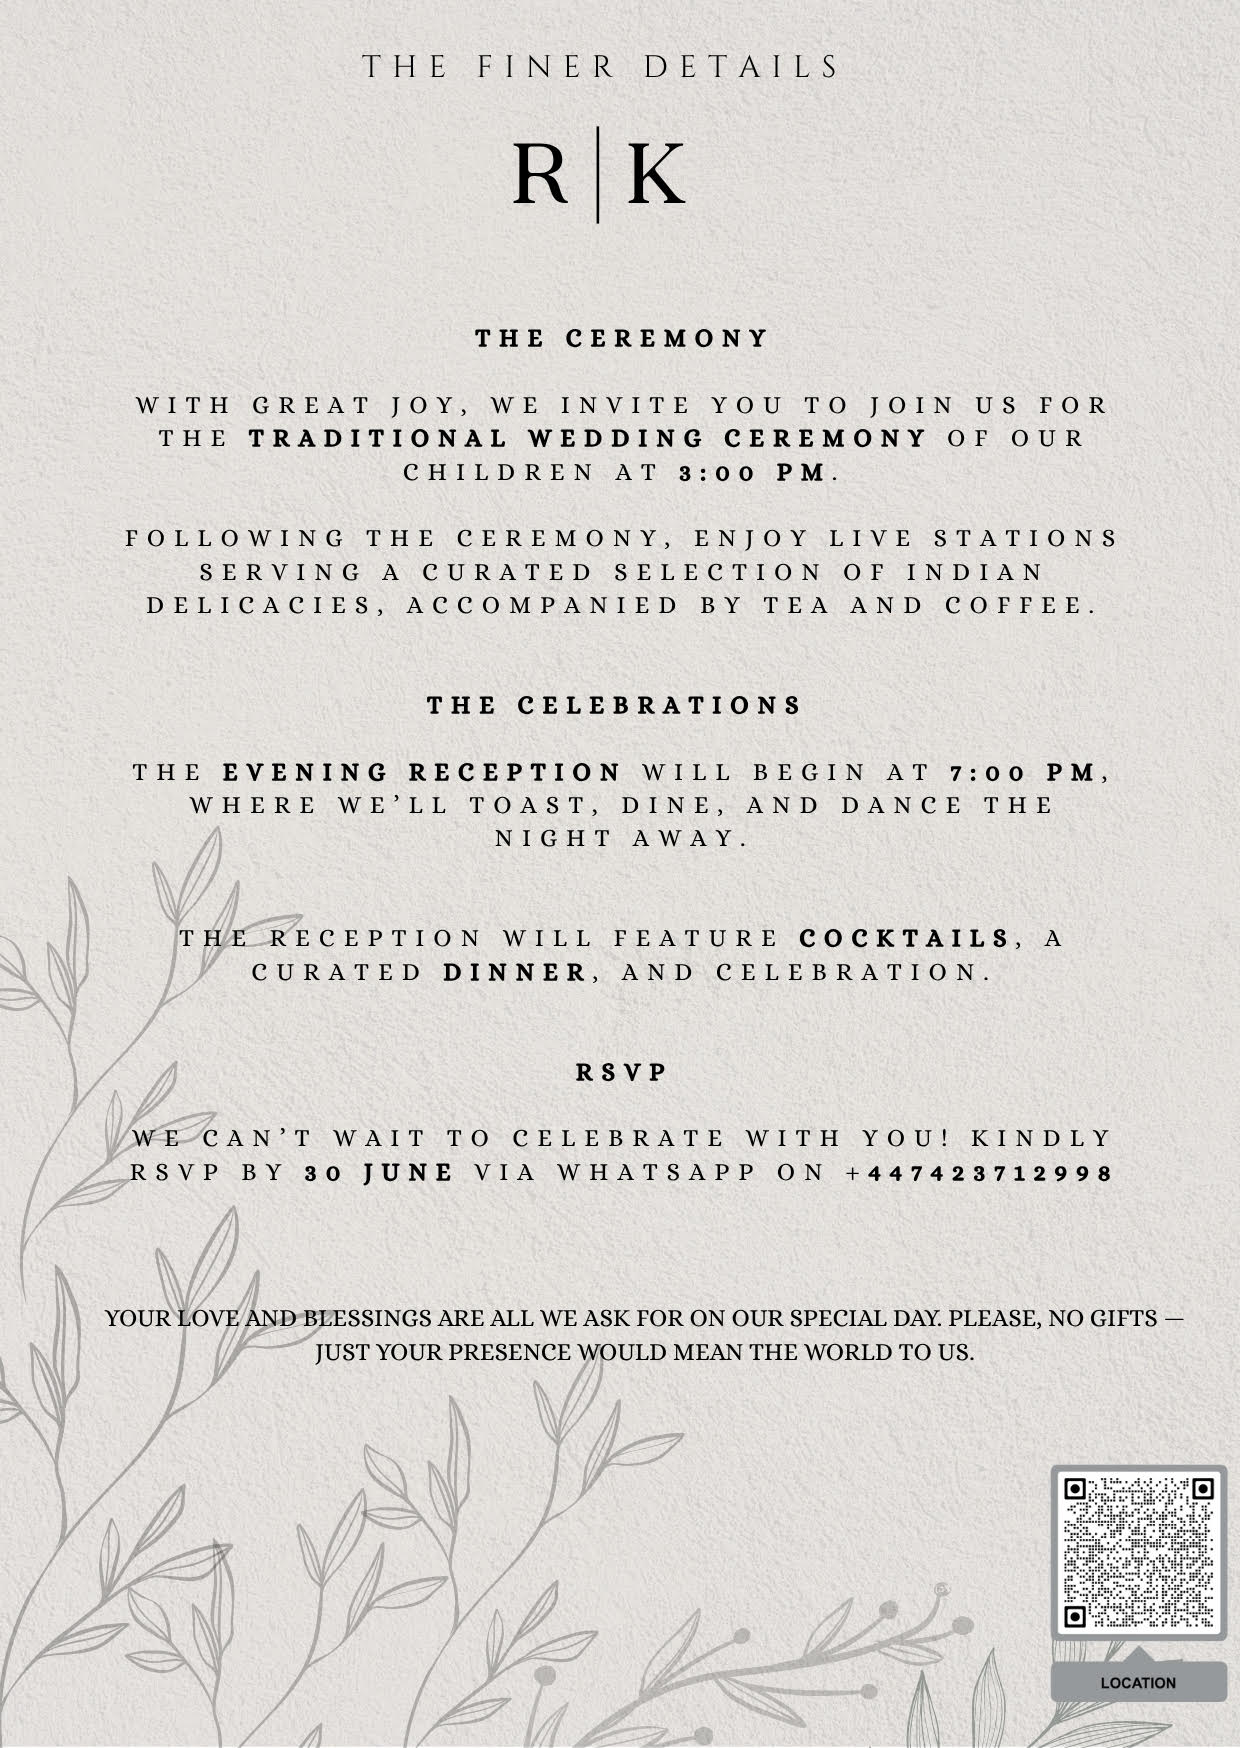 THE FINER DETAILS
R | K
THE CEREMONY
WITH GREAT JOY, WE INVITE YOU TO JOIN US FOR
THE TRADITIONAL WEDDING CEREMONY OF OUR
CHILDREN AT 3:00 PM.
FOLLOWING THE CEREMONY, ENJOY LIVE STATIONS
SERVING A CURATED SELECTION OF INDIAN
DELICACIES, ACCOMPANIED BY TEA AND COFFEE.
THE CELEBRATIONS
THE EVENING RECEPTION WILL BEGIN AT 7:00 PM,
WHERE WE’LL TOAST, DINE, AND DANCE THE
NIGHT AWAY.
THE RECEPTION WILL FEATURE COCKTAILS, A
CURATED DINNER, AND CELEBRATION.
RSVP
WE CAN’T WAIT TO CELEBRATE WITH YOU! KINDLY
RSVP BY 30 JUNE VIA WHATSAPP ON +447423712998
YOUR LOVE AND BLESSINGS ARE ALL WE ASK FOR ON OUR SPECIAL DAY. PLEASE, NO GIFTS —
JUST YOUR PRESENCE WOULD MEAN THE WORLD TO US.
LOCATION